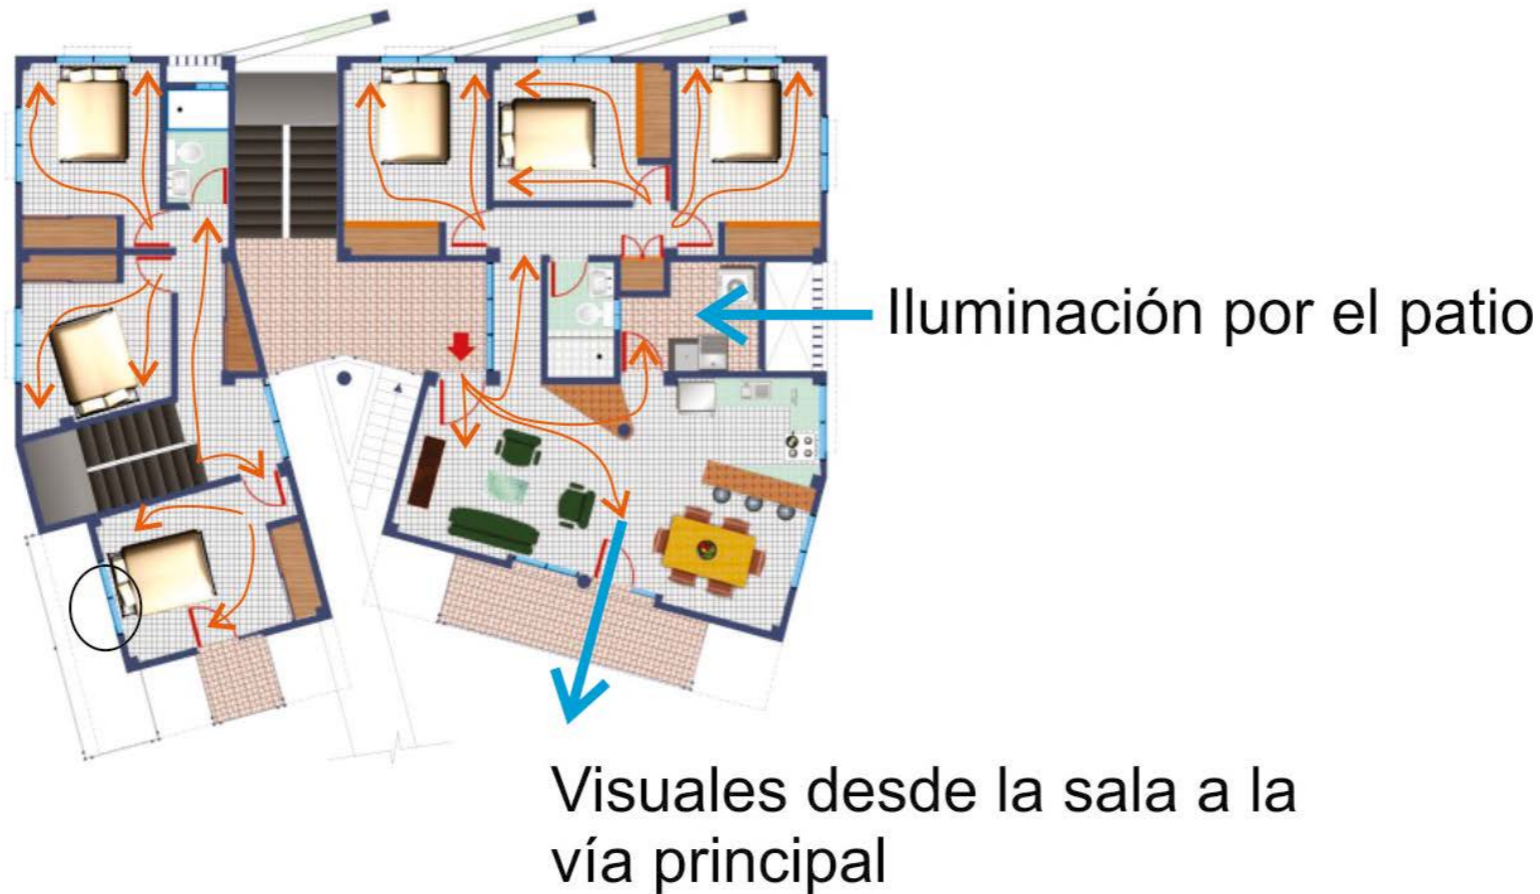 Iluminación por el patio
Visuales desde la sala a la
vía principal